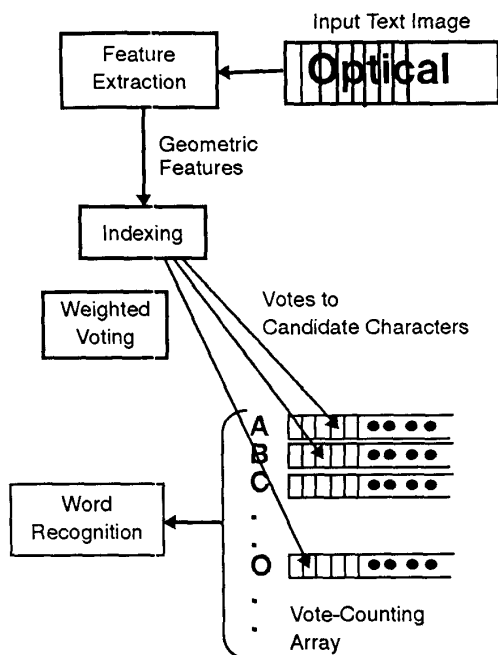 Input Text Image
Optical
Feature
Extraction
Geometric
Features
Indexing
Weighted
Voting
Votes to
Candidate Characters
A
B
C
.
.
O
.
.
Word
Recognition
Vote-Counting
Array